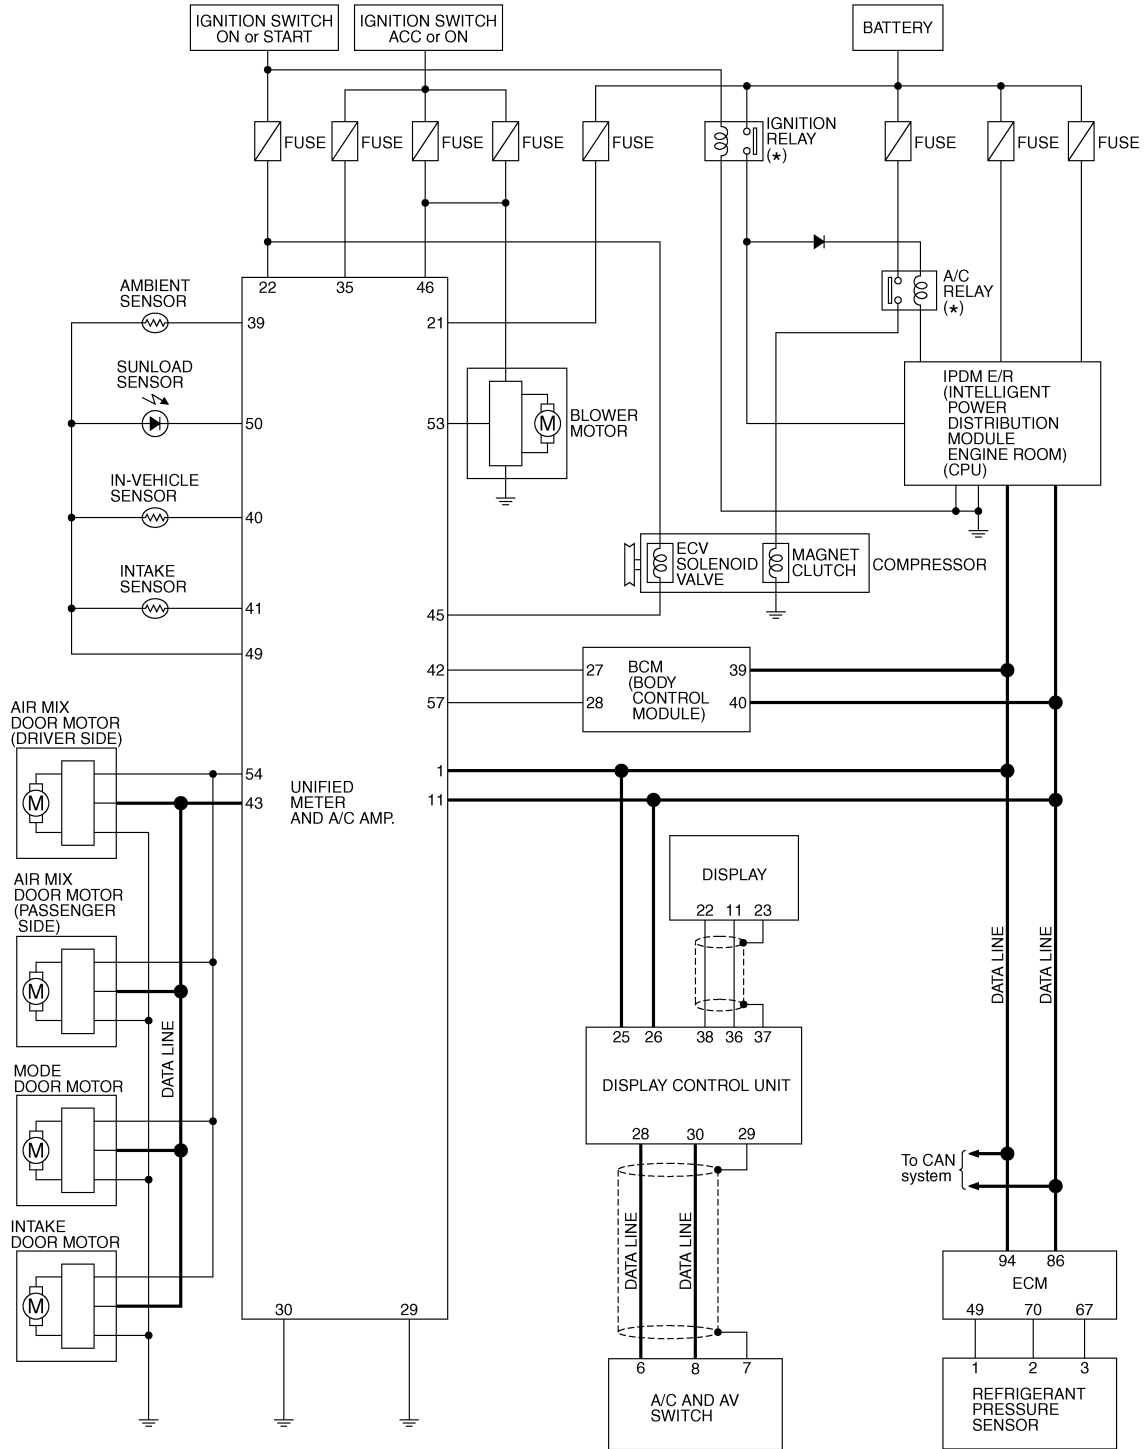 IGNITION SWITCH
ON or START
IGNITION SWITCH
ACC or ON
BATTERY
FUSE
FUSE
FUSE
FUSE
FUSE
IGNITION
RELAY
(*)
FUSE
FUSE
FUSE
22
35
46
A/C
RELAY
(*)
AMBIENT
SENSOR
39
21
SUNLOAD
SENSOR
50
53
BLOWER
MOTOR
M
IPDM E/R
(INTELLIGENT
POWER
DISTRIBUTION
MODULE
ENGINE ROOM)
(CPU)
IN-VEHICLE
SENSOR
40
INTAKE
SENSOR
41
49
45
ECV
SOLENOID
VALVE
MAGNET
CLUTCH
COMPRESSOR
42
57
27
28
BCM
(BODY
CONTROL
MODULE)
39
40
AIR MIX
DOOR MOTOR
(DRIVER SIDE)
M
54
43
UNIFIED
METER
AND A/C AMP.
1
11
AIR MIX
DOOR MOTOR
(PASSENGER
SIDE)
M
DATA LINE
MODE
DOOR MOTOR
M
INTAKE
DOOR MOTOR
M
30
29
DISPLAY
22
11
23
25
26
38
36
37
DISPLAY CONTROL UNIT
28
30
29
DATA LINE
DATA LINE
6
8
7
A/C AND AV
SWITCH
DATA LINE
DATA LINE
To CAN
system
94
86
ECM
49
70
67
1
2
3
REFRIGERANT
PRESSURE
SENSOR